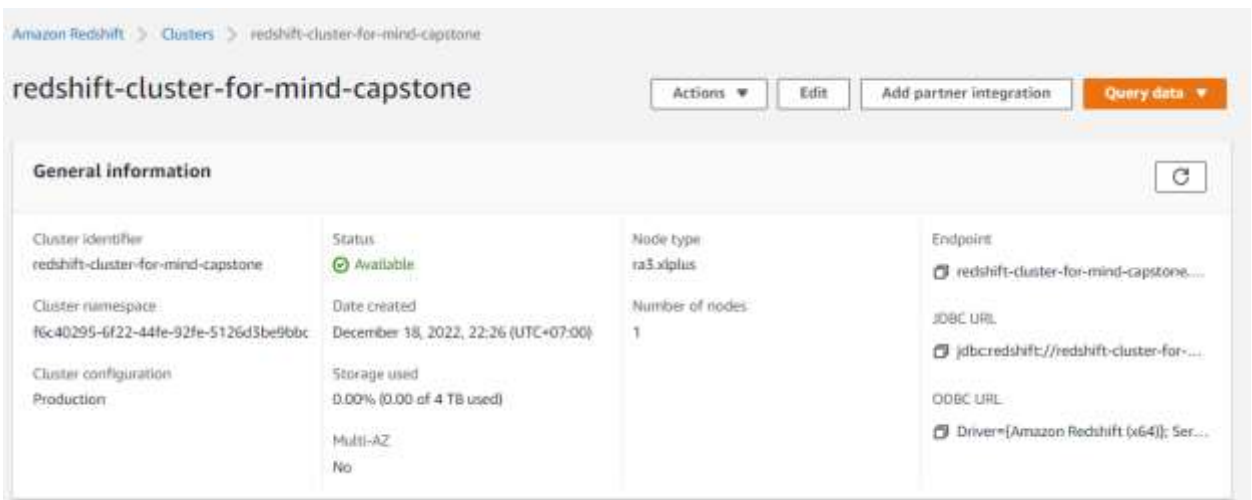 Amazon Redshift > Clusters > redshift-cluster-for-mind-capstone
redshift-cluster-for-mind-capstone
Actions
Edit
Add partner integration
Query data
General information
Cluster identifier
redshift-cluster-for-mind-capstone
Cluster namespace
f6c40295-6f22-44fe-92fe-5126d3be9bbc
Cluster configuration
Production
Status
Available
Date created
December 18, 2022, 22:26 (UTC+07:00)
Storage used
0.00% (0.00 of 4 TB used)
Multi-AZ
No
Node type
ra3.xlplus
Number of nodes
1
Endpoint
redshift-cluster-for-mind-capstone....
JDBC URL
jdbc:redshift://redshift-cluster-for-...
ODBC URL
Driver={Amazon Redshift (x64)}; Ser...